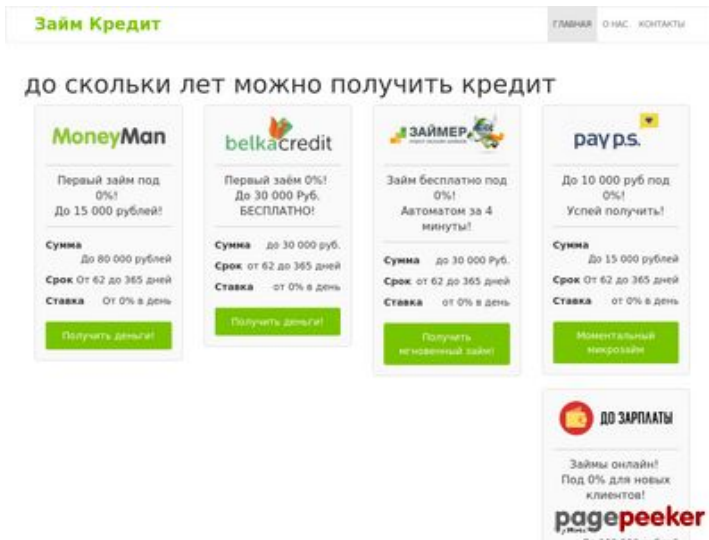 Займ Кредит
ГЛАВНАЯ О НАС КОНТАКТЫ
до скольки лет можно получить кредит
MoneyMan
Первый займ под
0%!
До 15 000 рублей!
Сумма
До 80 000 рублей
Срок От 62 до 365 дней
Ставка От 0% в день
Получить деньги!
belkacredit
Первый заём 0%!
До 30 000 Руб.
БЕСПЛАТНО!
Сумма до 30 000 руб.
Срок от 62 до 365 дней
Ставка от 0% в день
Получить деньги!
ЗАЙМЕР
Займ бесплатно под
0%!
Автоматом за 4
минуты!
Сумма до 30 000 Руб.
Срок от 62 до 365 дней
Ставка от 0% в день
Получить
мгновенный займ!
pay p.s.
До 10 000 руб под
0%!
Успей получить!
Сумма
До 15 000 рублей
Срок От 62 до 365 дней
Ставка От 0% в день
Моментальный
микрозайм
ДО ЗАРПЛАТЫ
Займы онлайн!
Под 0% для новых
клиентов!
pagepeeker